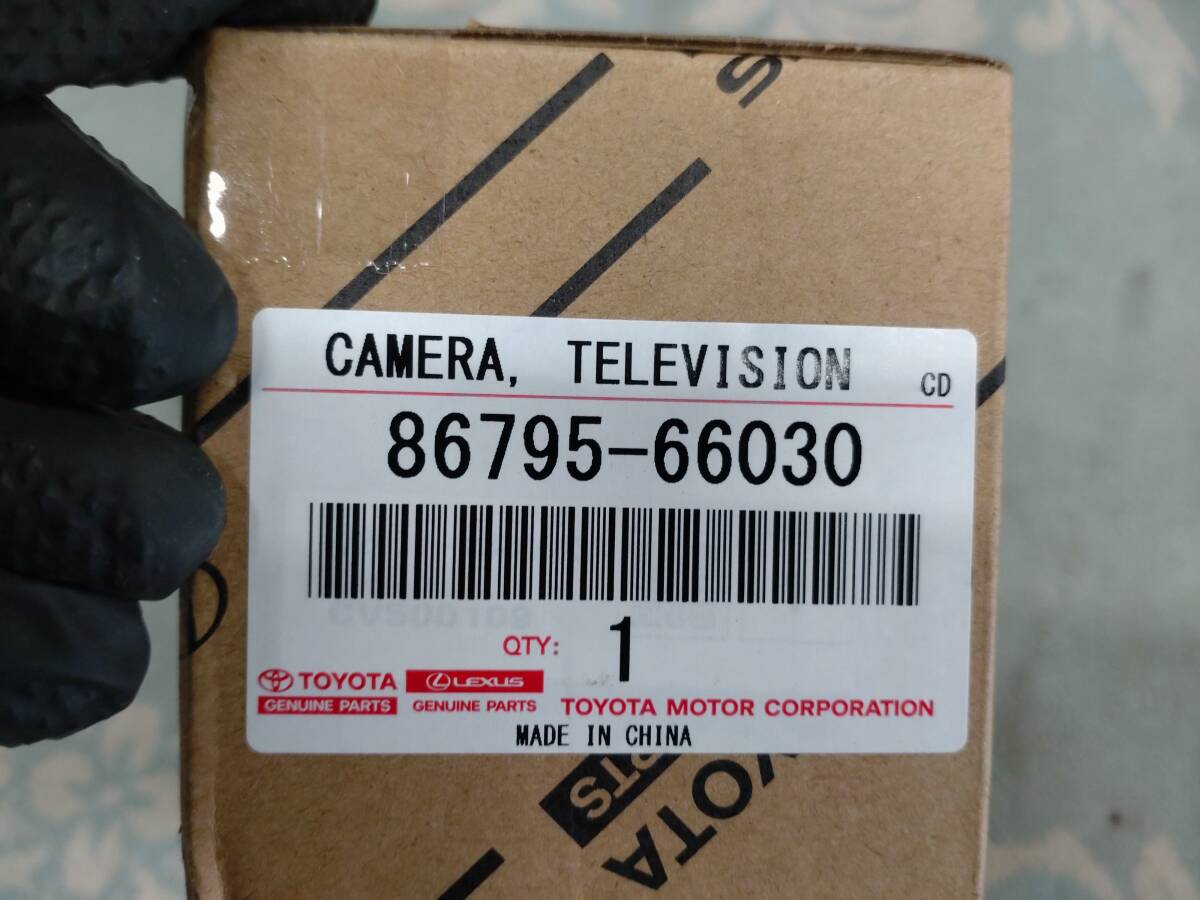 CAMERA, TELEVISION CD
86795-66030
QTY: 1
TOYOTA LEXUS
GENUINE PARTS GENUINE PARTS TOYOTA MOTOR CORPORATION
MADE IN CHINA